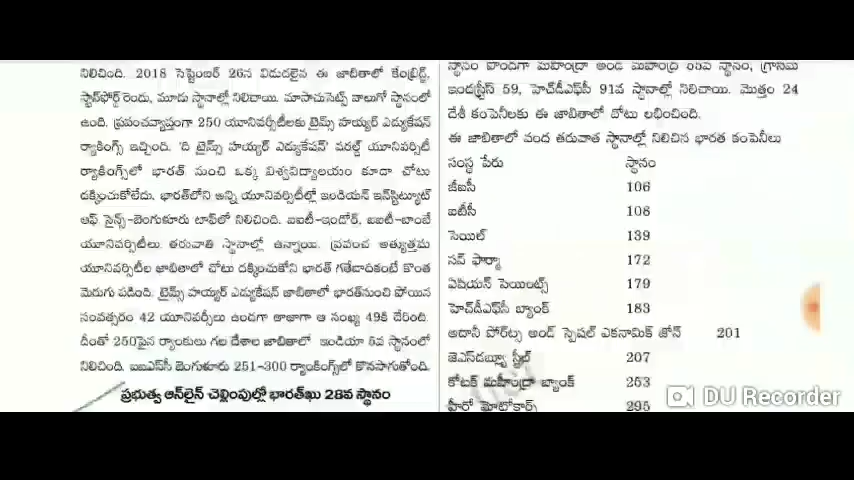 నిలిచింది. 2018 సెప్టెంబర్ 26న విడుదలైన ఈ జాబితాలో కేంబ్రిడ్జ్,
స్టాన్‌ఫోర్డ్ రెండు, మూడు స్థానాల్లో నిలిచాయి. మాసాచుసెట్స్ నాలుగో స్థానంలో
ఉంది. ప్రపంచవ్యాప్తంగా 250 యూనివర్సిటీలకు టైమ్స్ హయ్యర్ ఎడ్యుకేషన్
ర్యాంకింగ్స్ ఇచ్చింది. 'ది టైమ్స్ హయ్యర్ ఎడ్యుకేషన్' వరల్డ్ యూనివర్సిటీ
ర్యాంకింగ్స్‌లో భారత్ నుంచి ఒక్క విశ్వవిద్యాలయం కూడా చోటు
దక్కించుకోలేదు. భారత్‌లోని అన్ని యూనివర్సిటీల్లో ఇండియన్ ఇన్‌స్టిట్యూట్
ఆఫ్ సైన్స్-బెంగుళూరు టాప్‌లో నిలిచింది. ఐఐటీ-ఇండోర్, ఐఐటీ-బాంబే
యూనివర్సిటీలు తరువాతి స్థానాల్లో ఉన్నాయి. ప్రపంచ అత్యుత్తమ
యూనివర్సిటీల జాబితాలో చోటు దక్కించుకోని భారత్ గతేడాదికంటే కొంత
మెరుగు పడింది. టైమ్స్ హయ్యర్ ఎడ్యుకేషన్ జాబితాలో భారత్‌నుంచి పోయిన
సంవత్సరం 42 యూనివర్సిటీలు ఉండగా తాజాగా ఆ సంఖ్య 49కి చేరింది.
దీంతో 250పైన ర్యాంకులు గల దేశాల జాబితాలో ఇండియా 5వ స్థానంలో
నిలిచింది. ఐఐఎస్‌సీ బెంగుళూరు 251-300 ర్యాంకింగ్స్‌లో కొనసాగుతోంది.
ప్రభుత్వ ఆన్‌లైన్ చెల్లింపుల్లో భారత్‌కు 28వ స్థానం
స్థానం పొందగా మహీంద్రా అండ్ మహీంద్ర 55వ స్థానం, గ్రాసిమ్
ఇండస్ట్రీస్ 59, హెచ్‌డీఎఫ్‌సీ 91వ స్థానాల్లో నిలిచాయి. మొత్తం 24
దేశీ కంపెనీలకు ఈ జాబితాలో చోటు లభించింది.
ఈ జాబితాలో వంద తరువాత స్థానాల్లో నిలిచిన భారత కంపెనీలు
సంస్థ పేరు స్థానం
జీఐసీ 106
ఐటీసీ 108
సెయిల్ 139
సన్ ఫార్మా 172
ఏషియన్ పెయింట్స్ 179
హెచ్‌డీఎఫ్‌సీ బ్యాంక్ 183
అదానీ పోర్ట్స్ అండ్ స్పెషల్ ఎకనామిక్ జోన్ 201
జెఎస్‌డబ్ల్యూ స్టీల్ 207
కోటక్ మహీంద్రా బ్యాంక్ 253
హీరో మోటోకార్ప్ 295
DU Recorder